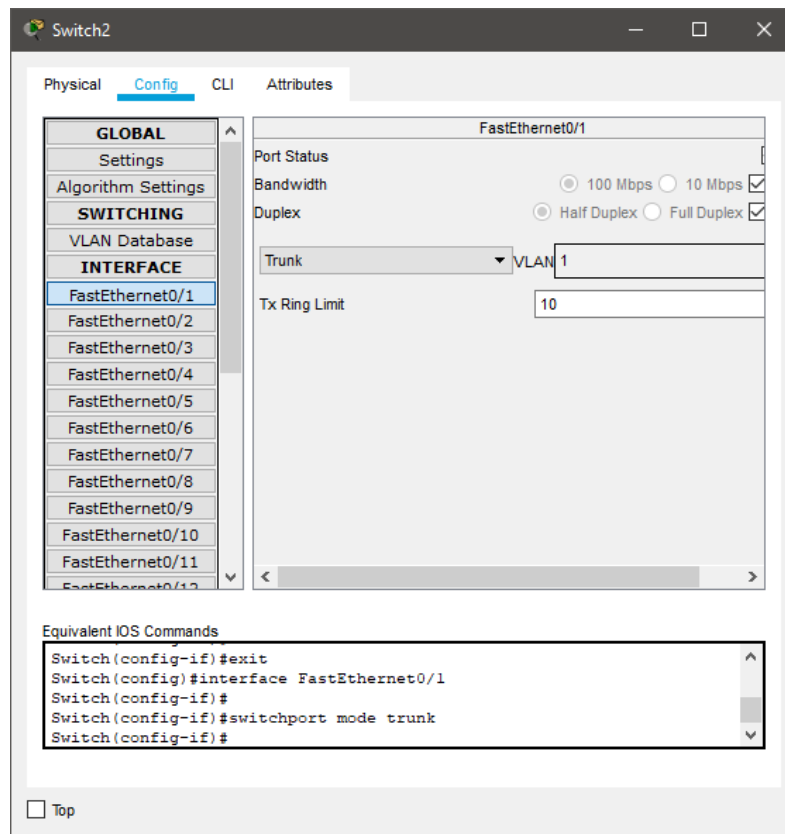 Switch2
Physical Config CLI Attributes
GLOBAL
Settings
Algorithm Settings
SWITCHING
VLAN Database
INTERFACE
FastEthernet0/1
FastEthernet0/2
FastEthernet0/3
FastEthernet0/4
FastEthernet0/5
FastEthernet0/6
FastEthernet0/7
FastEthernet0/8
FastEthernet0/9
FastEthernet0/10
FastEthernet0/11
FastEthernet0/12
FastEthernet0/1
Port Status
Bandwidth 100 Mbps 10 Mbps
Duplex Half Duplex Full Duplex
Trunk VLAN 1
Tx Ring Limit 10
Equivalent IOS Commands
Switch(config-if)#exit
Switch(config)#interface FastEthernet0/1
Switch(config-if)#
Switch(config-if)#switchport mode trunk
Switch(config-if)#
Top